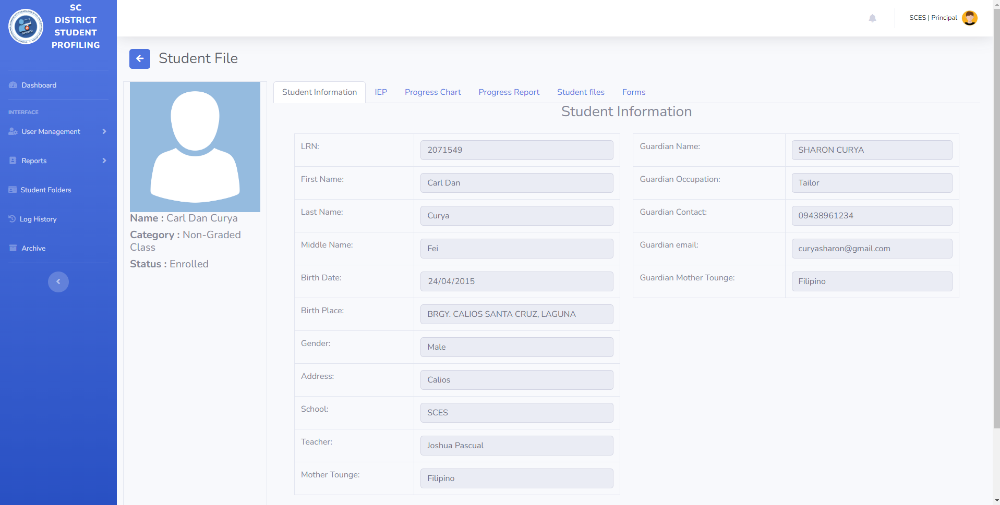 SC
DISTRICT
STUDENT
PROFILING
SCES | Principal
Student File
Dashboard
INTERFACE
User Management
Reports
Student Folders
Log History
Archive
Name : Carl Dan Curya
Category : Non-Graded
Class
Status : Enrolled
Student Information IEP Progress Chart Progress Report Student files Forms
Student Information
LRN: 2071549
First Name: Carl Dan
Last Name: Curya
Middle Name: Fei
Birth Date: 24/04/2015
Birth Place: BRGY. CALIOS SANTA CRUZ, LAGUNA
Gender: Male
Address: Calios
School: SCES
Teacher: Joshua Pascual
Mother Tounge: Filipino
Guardian Name: SHARON CURYA
Guardian Occupation: Tailor
Guardian Contact: 09438961234
Guardian email: curyasharon@gmail.com
Guardian Mother Tounge: Filipino